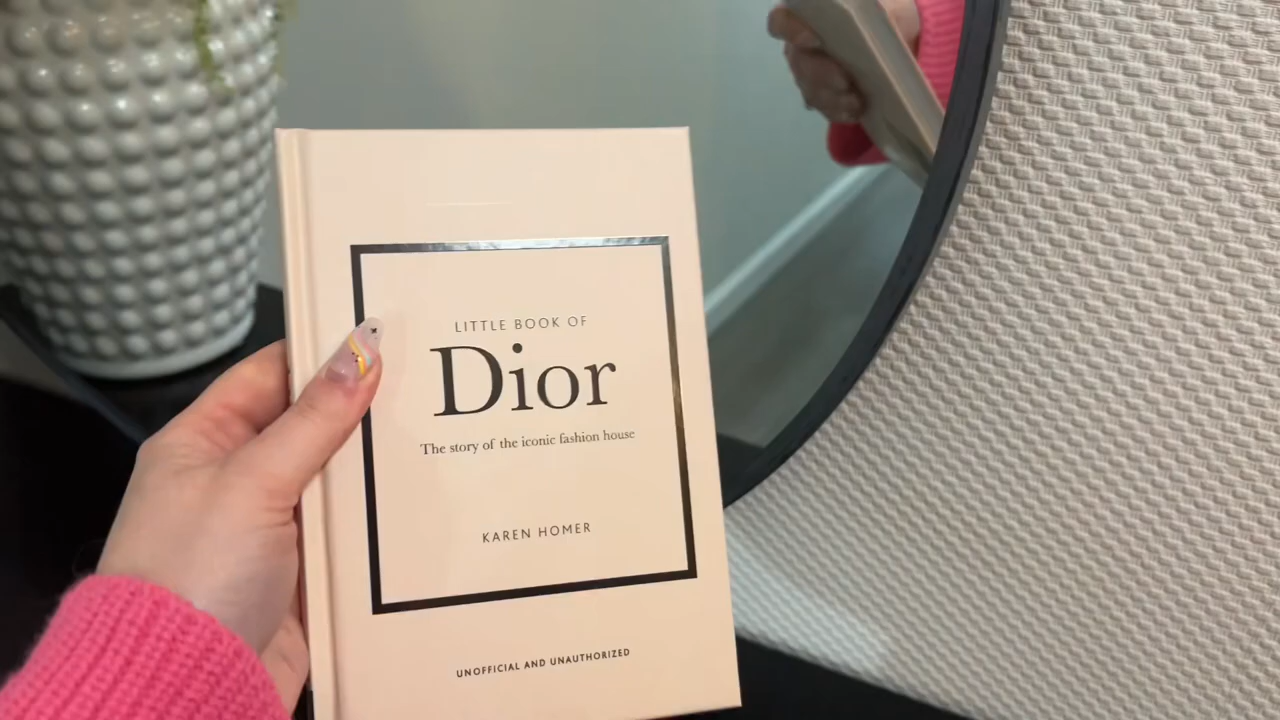 LITTLE BOOK OF
Dior
The story of the iconic fashion house
KAREN HOMER
UNOFFICIAL AND UNAUTHORIZED